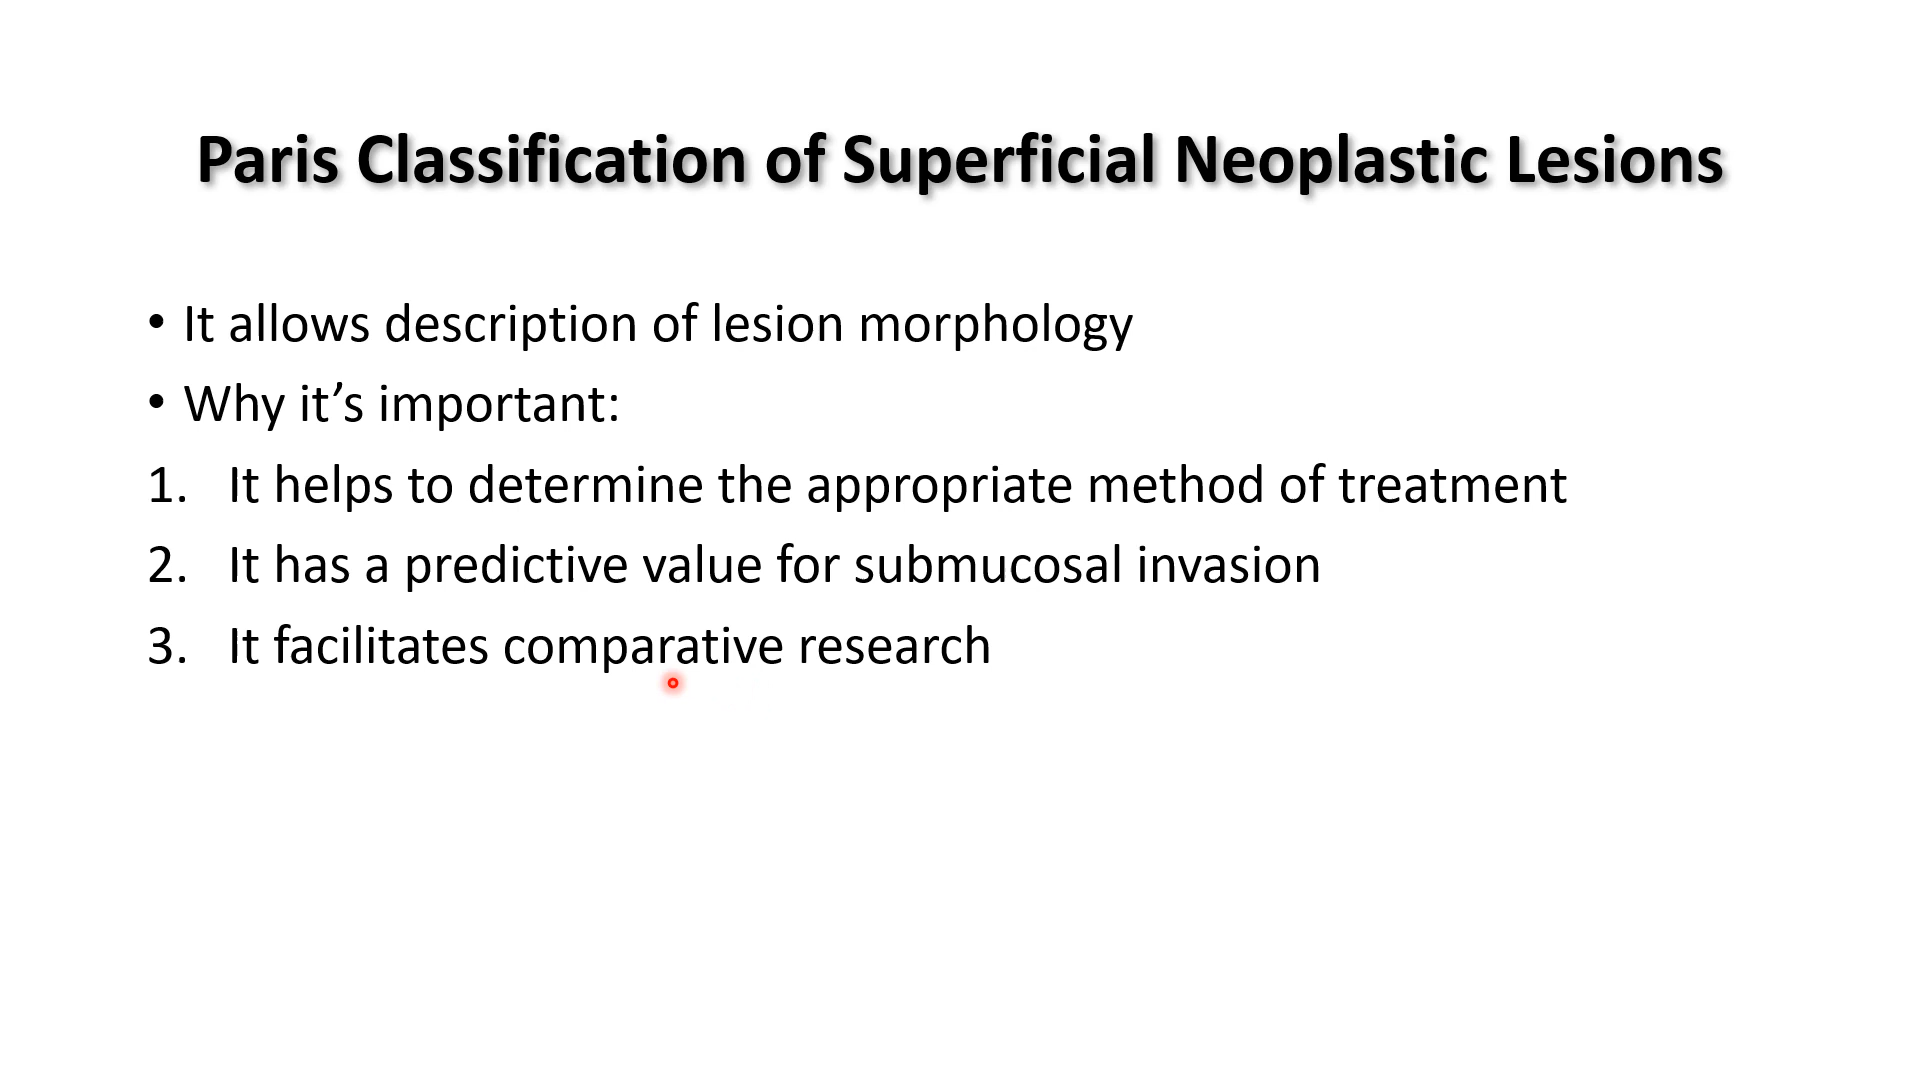 Paris Classification of Superficial Neoplastic Lesions
• It allows description of lesion morphology
• Why it’s important:
1. It helps to determine the appropriate method of treatment
2. It has a predictive value for submucosal invasion
3. It facilitates comparative research